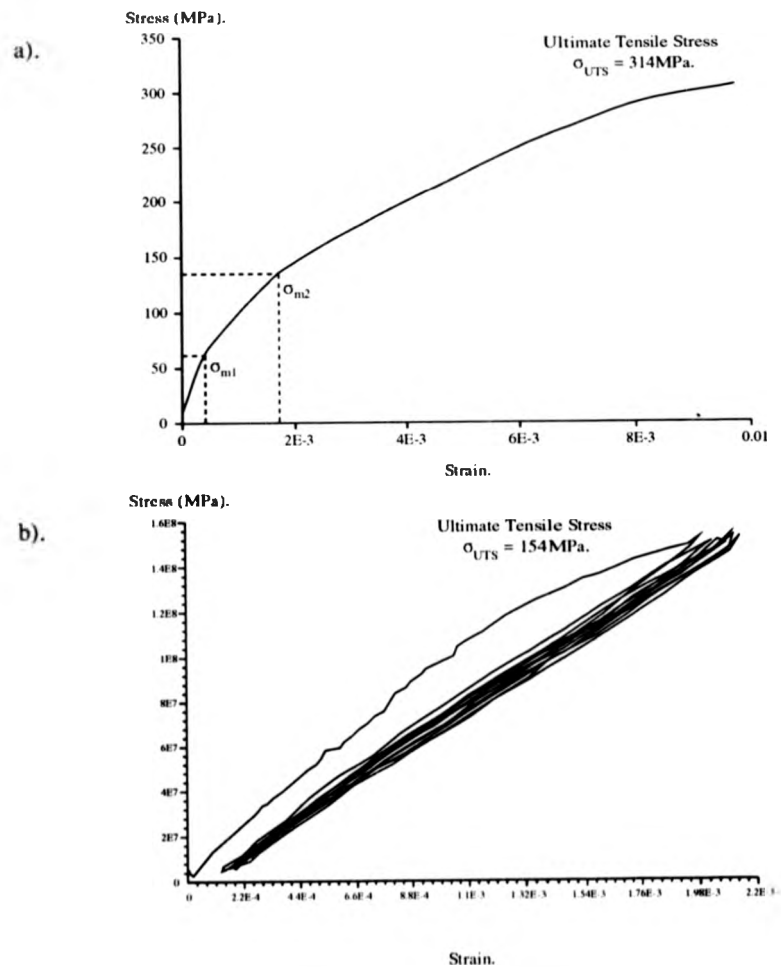 a).
Stress (MPa).
Ultimate Tensile Stress
σUTS = 314MPa.
350
300
250
200
150
100
50
0
σm2
σm1
0
2E-3
4E-3
6E-3
8E-3
0.01
Strain.
b).
Stress (MPa).
Ultimate Tensile Stress
σUTS = 154MPa.
1.6E8
1.4E8
1.2E8
1E8
8E7
6E7
4E7
2E7
0
0
2.2E-4
4.4E-4
6.6E-4
8.8E-4
1.1E-3
1.32E-3
1.54E-3
1.76E-3
1.98E-3
2.2E-3
Strain.